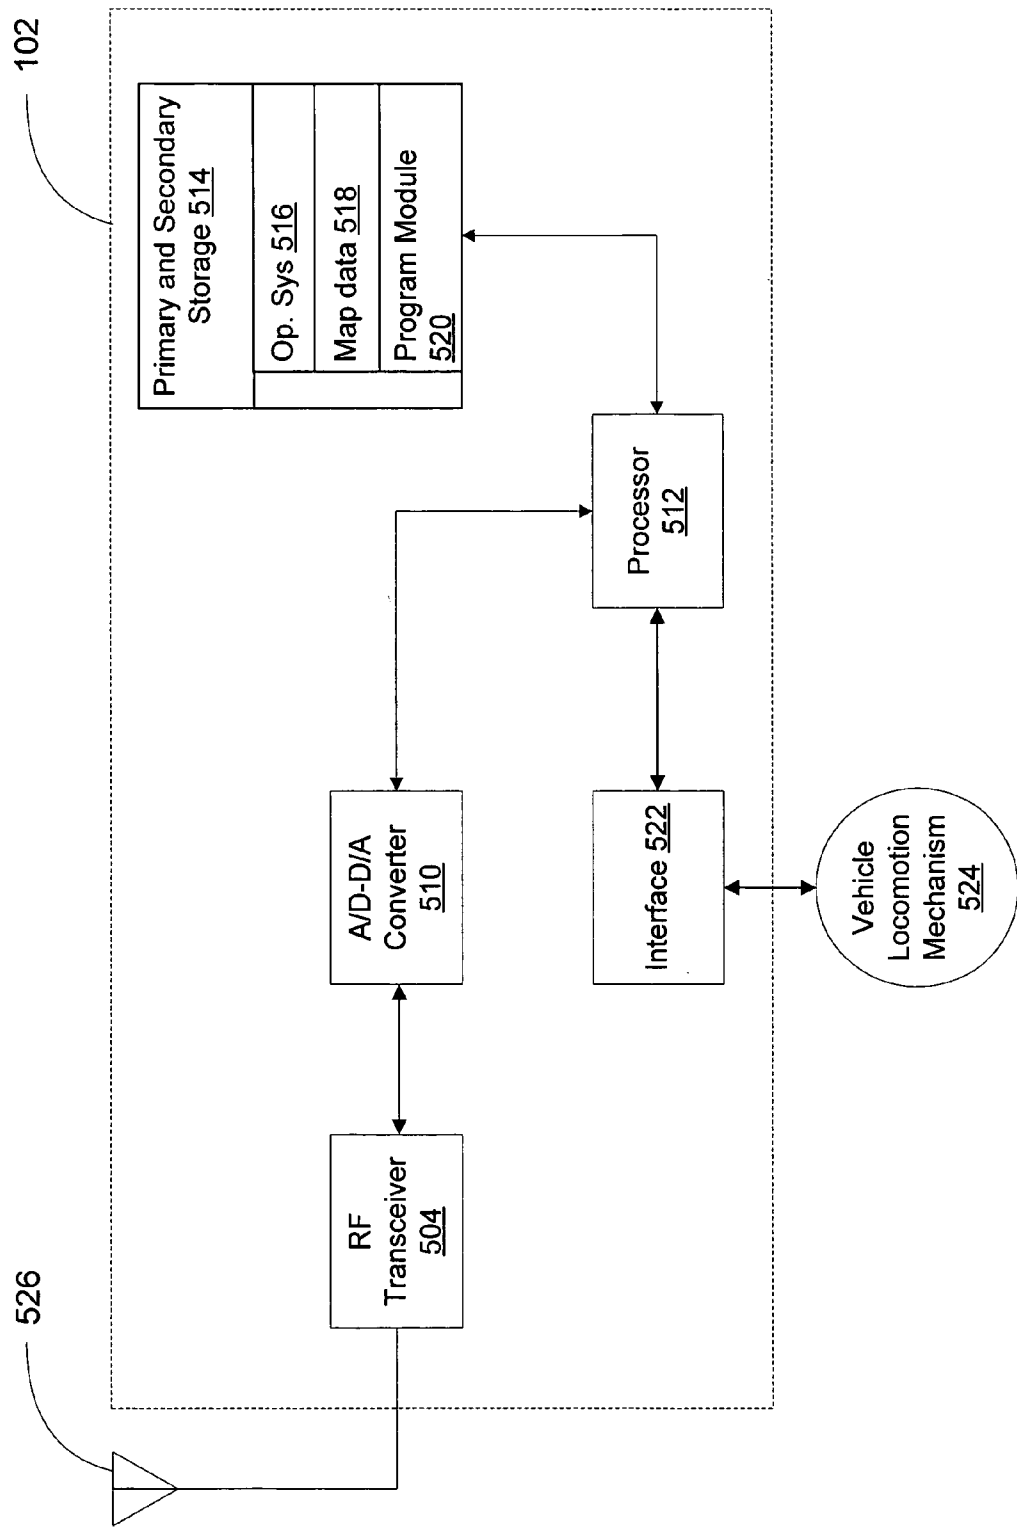 526
102
RF
Transceiver
504
A/D-D/A
Converter
510
Primary and Secondary
Storage 514
Op. Sys 516
Map data 518
Program Module
520
Interface 522
Processor
512
Vehicle
Locomotion
Mechanism
524